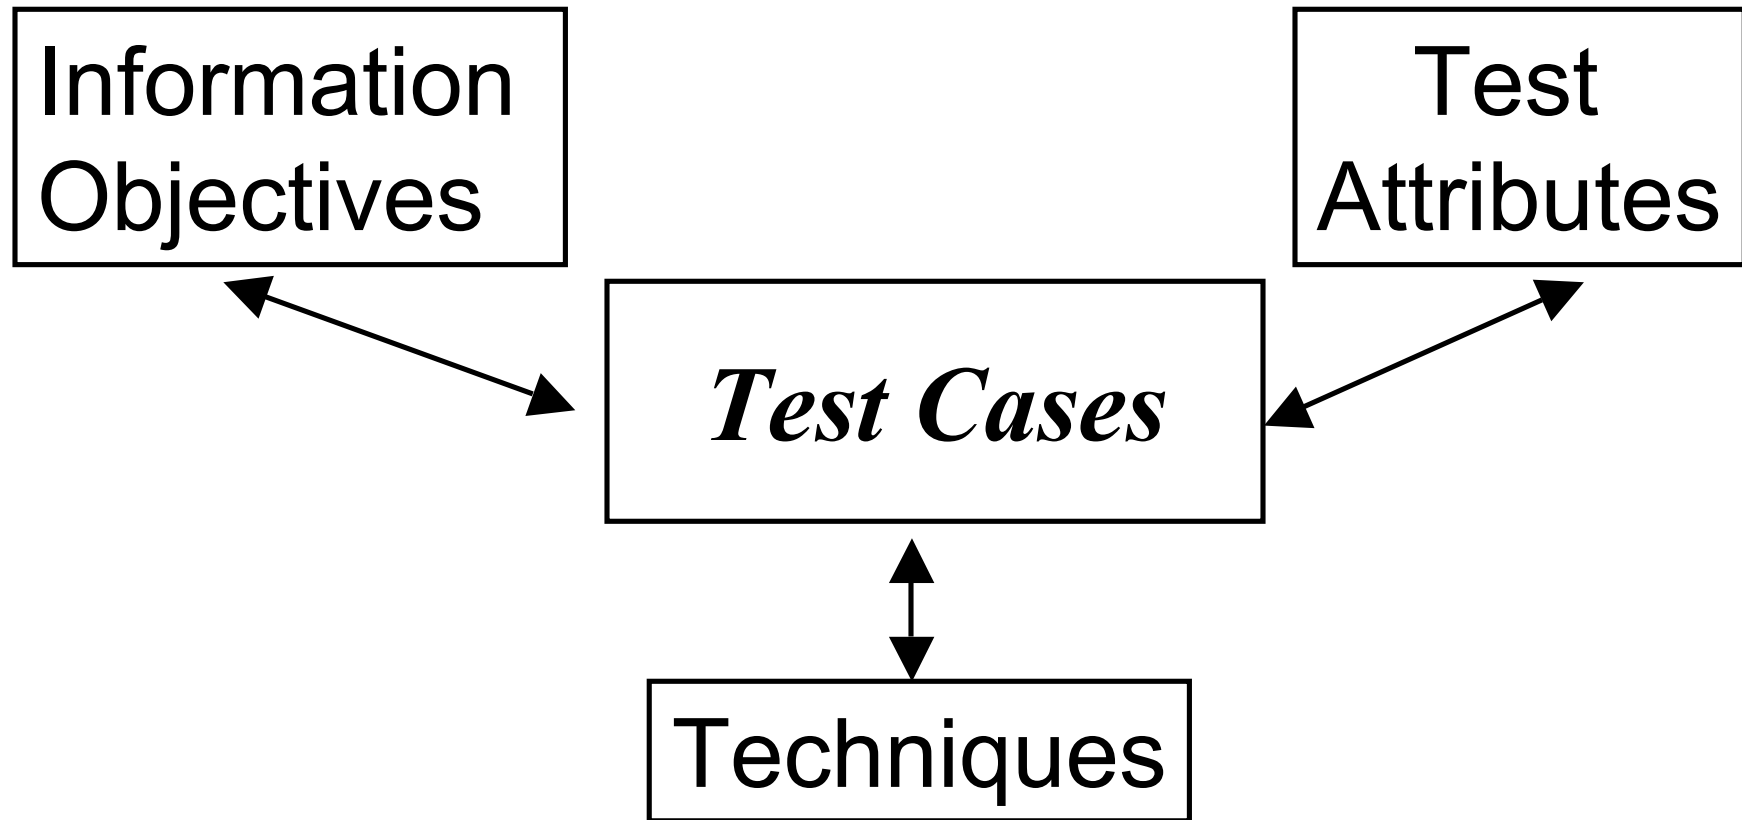 Information
Objectives
Test
Attributes
Test Cases
Techniques